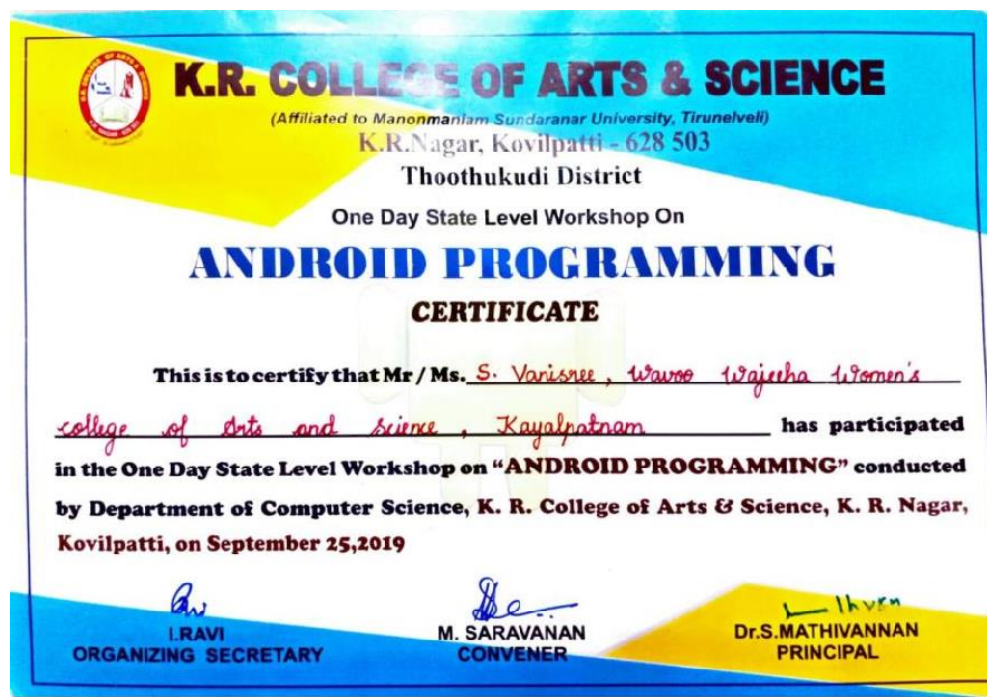 K.R. COLLEGE OF ARTS & SCIENCE
(Affiliated to Manonmaniam Sundaranar University, Tirunelveli)
K.R.Nagar, Kovilpatti - 628 503
Thoothukudi District
One Day State Level Workshop On
ANDROID PROGRAMMING
CERTIFICATE
This is to certify that Mr / Ms. S. Vanisree, Wavoo Wajeeha Women's
college of Arts and science, Kayalpatnam has participated
in the One Day State Level Workshop on “ANDROID PROGRAMMING” conducted
by Department of Computer Science, K. R. College of Arts & Science, K. R. Nagar,
Kovilpatti, on September 25,2019
I.RAVI
ORGANIZING SECRETARY
M. SARAVANAN
CONVENER
Dr.S.MATHIVANNAN
PRINCIPAL